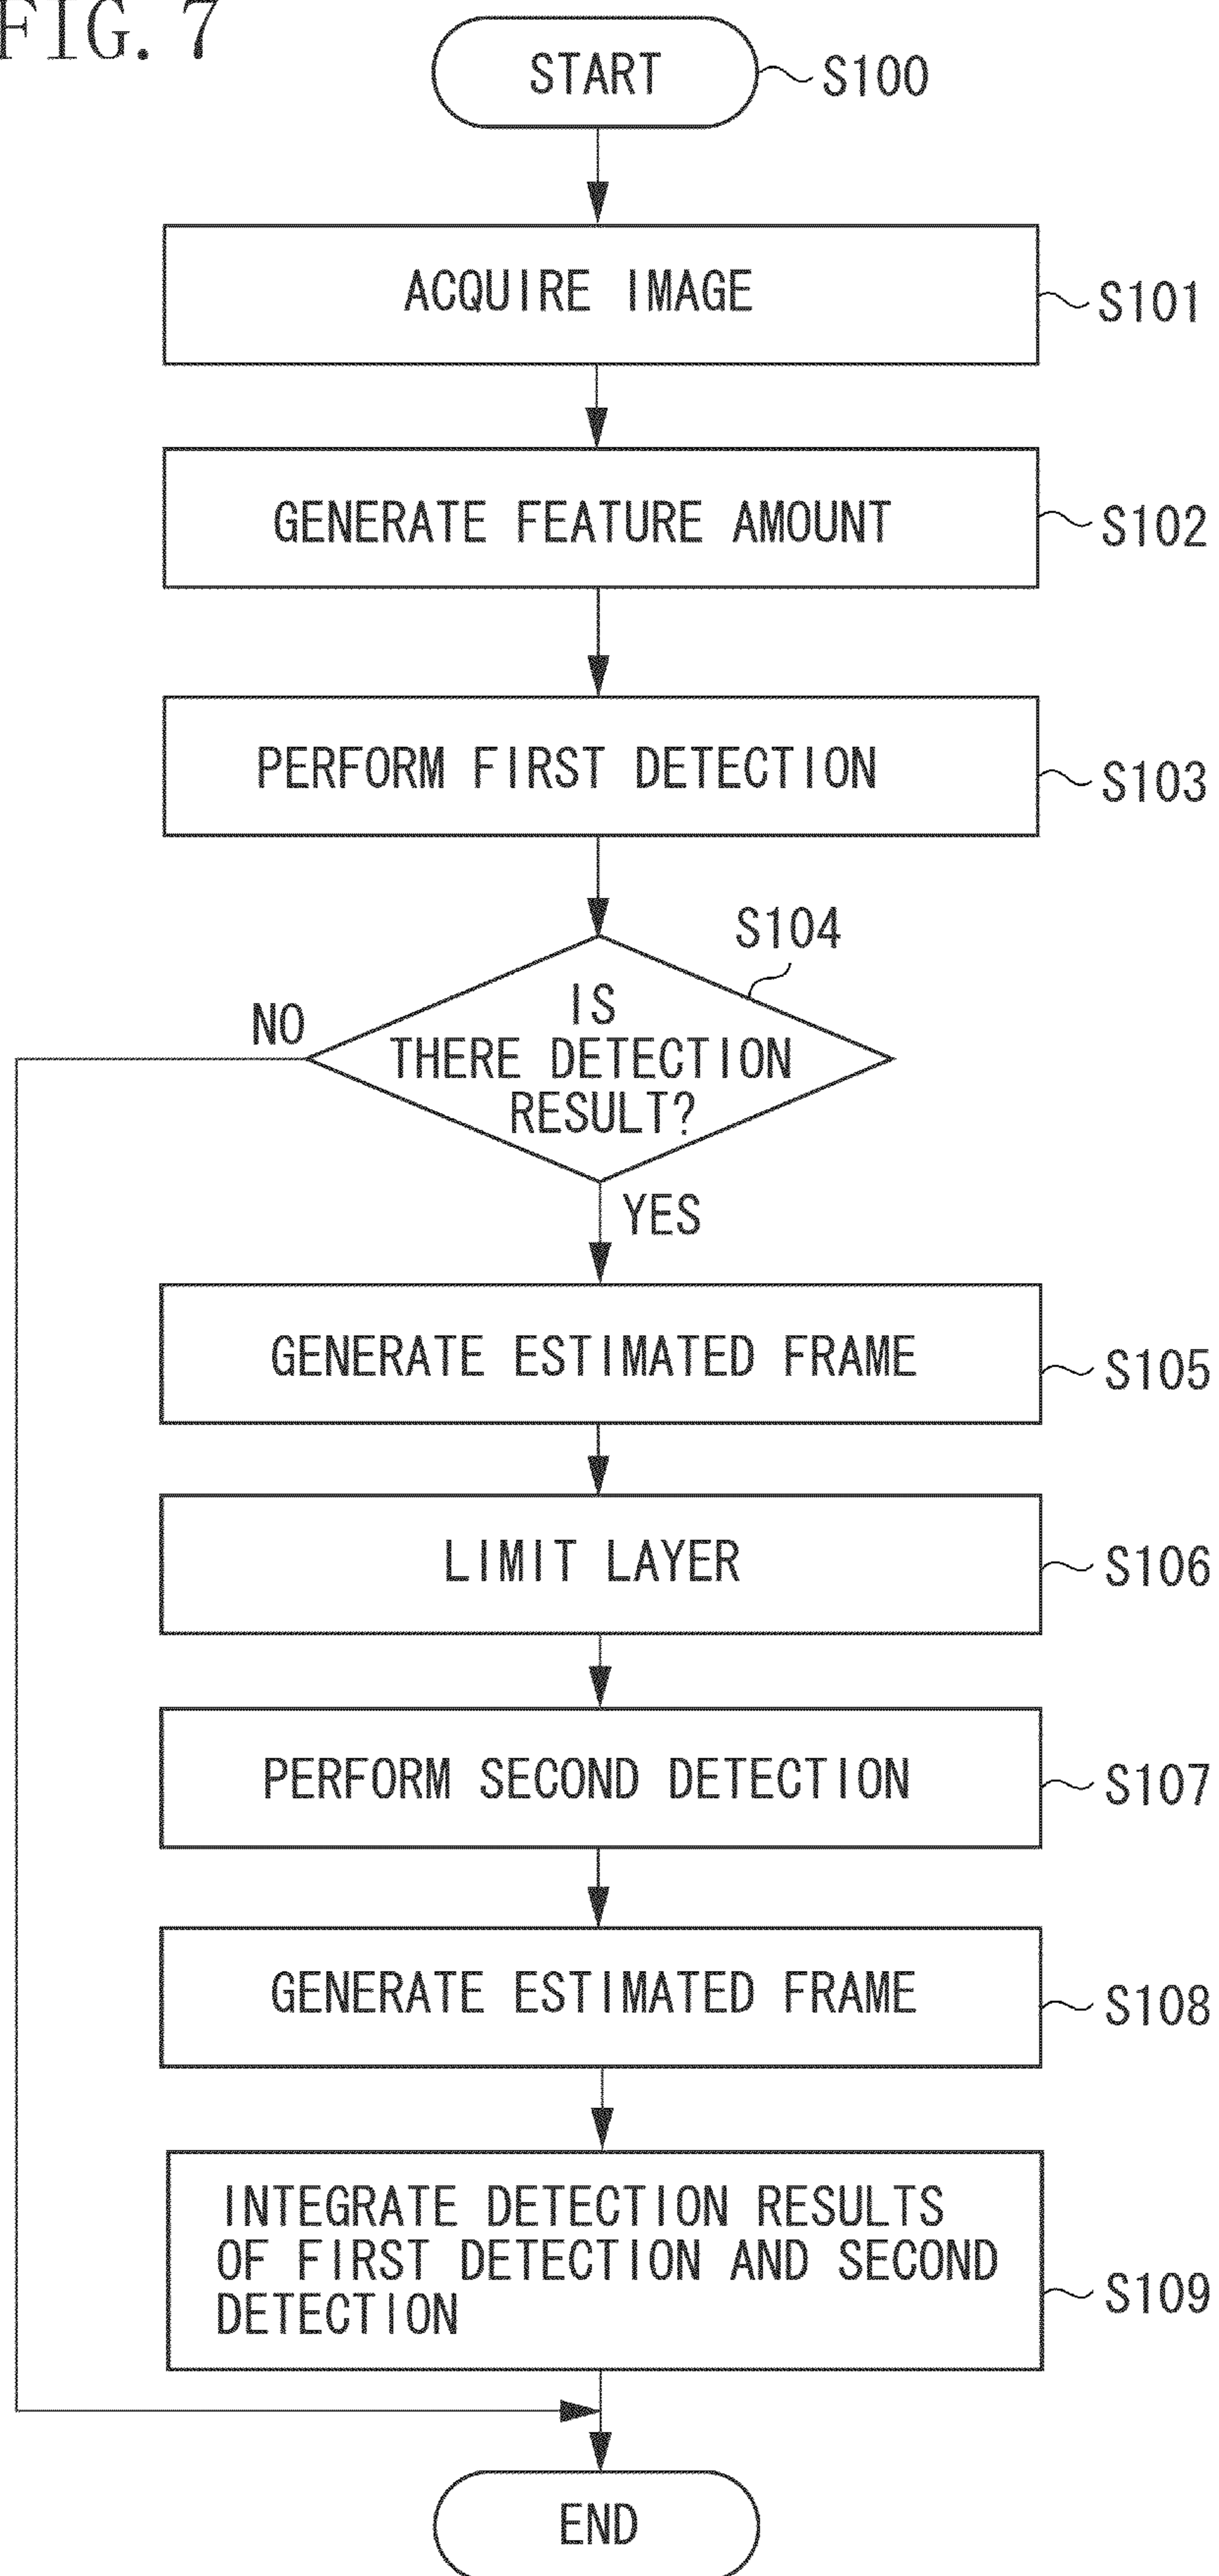 FIG. 7
START
S100
ACQUIRE IMAGE
S101
GENERATE FEATURE AMOUNT
S102
PERFORM FIRST DETECTION
S103
S104
IS
THERE DETECTION
RESULT?
NO
YES
GENERATE ESTIMATED FRAME
S105
LIMIT LAYER
S106
PERFORM SECOND DETECTION
S107
GENERATE ESTIMATED FRAME
S108
INTEGRATE DETECTION RESULTS
OF FIRST DETECTION AND SECOND
DETECTION
S109
END